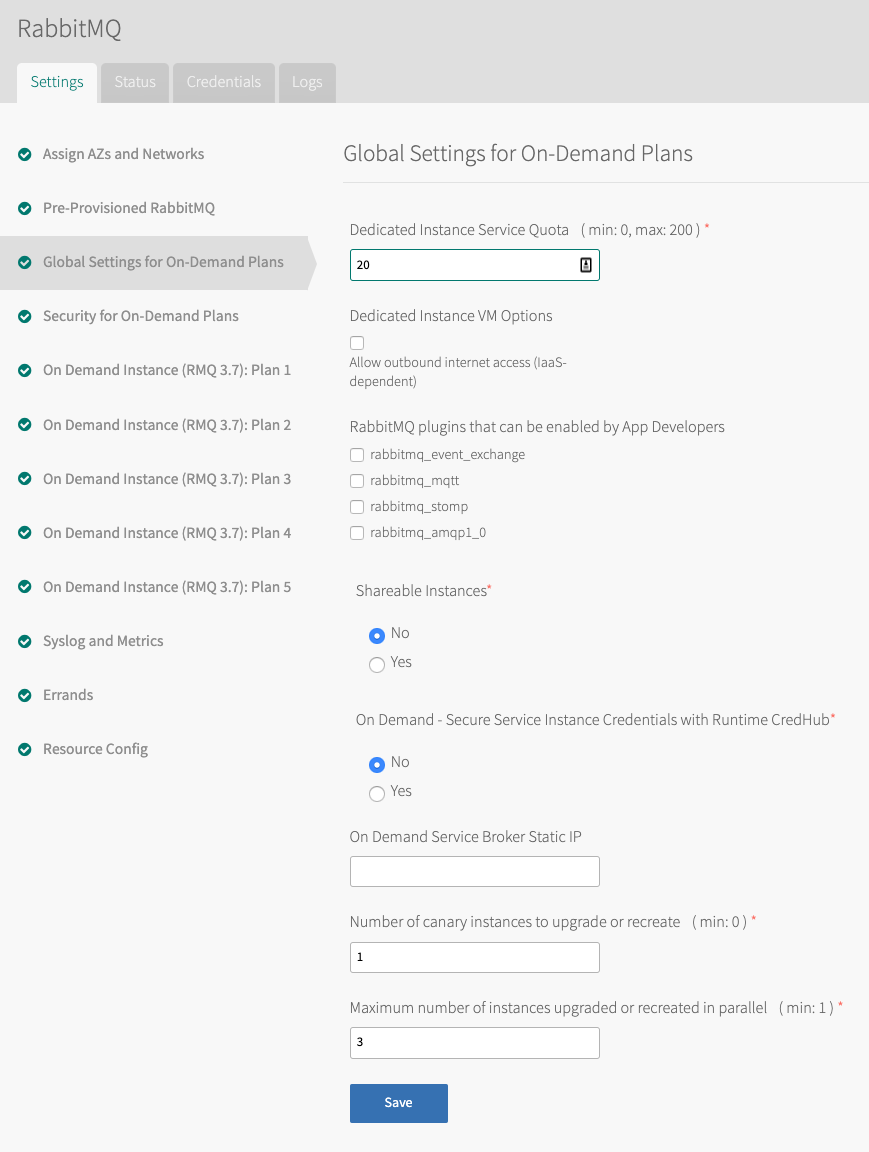 RabbitMQ
Settings
Status
Credentials
Logs
Assign AZs and Networks
Pre-Provisioned RabbitMQ
Global Settings for On-Demand Plans
Security for On-Demand Plans
On Demand Instance (RMQ 3.7): Plan 1
On Demand Instance (RMQ 3.7): Plan 2
On Demand Instance (RMQ 3.7): Plan 3
On Demand Instance (RMQ 3.7): Plan 4
On Demand Instance (RMQ 3.7): Plan 5
Syslog and Metrics
Errands
Resource Config
Global Settings for On-Demand Plans
Dedicated Instance Service Quota ( min: 0, max: 200 ) *
20
Dedicated Instance VM Options
Allow outbound internet access (IaaS-
dependent)
RabbitMQ plugins that can be enabled by App Developers
rabbitmq_event_exchange
rabbitmq_mqtt
rabbitmq_stomp
rabbitmq_amqp1_0
Shareable Instances*
No
Yes
On Demand - Secure Service Instance Credentials with Runtime CredHub*
No
Yes
On Demand Service Broker Static IP
Number of canary instances to upgrade or recreate ( min: 0 ) *
1
Maximum number of instances upgraded or recreated in parallel ( min: 1 ) *
3
Save